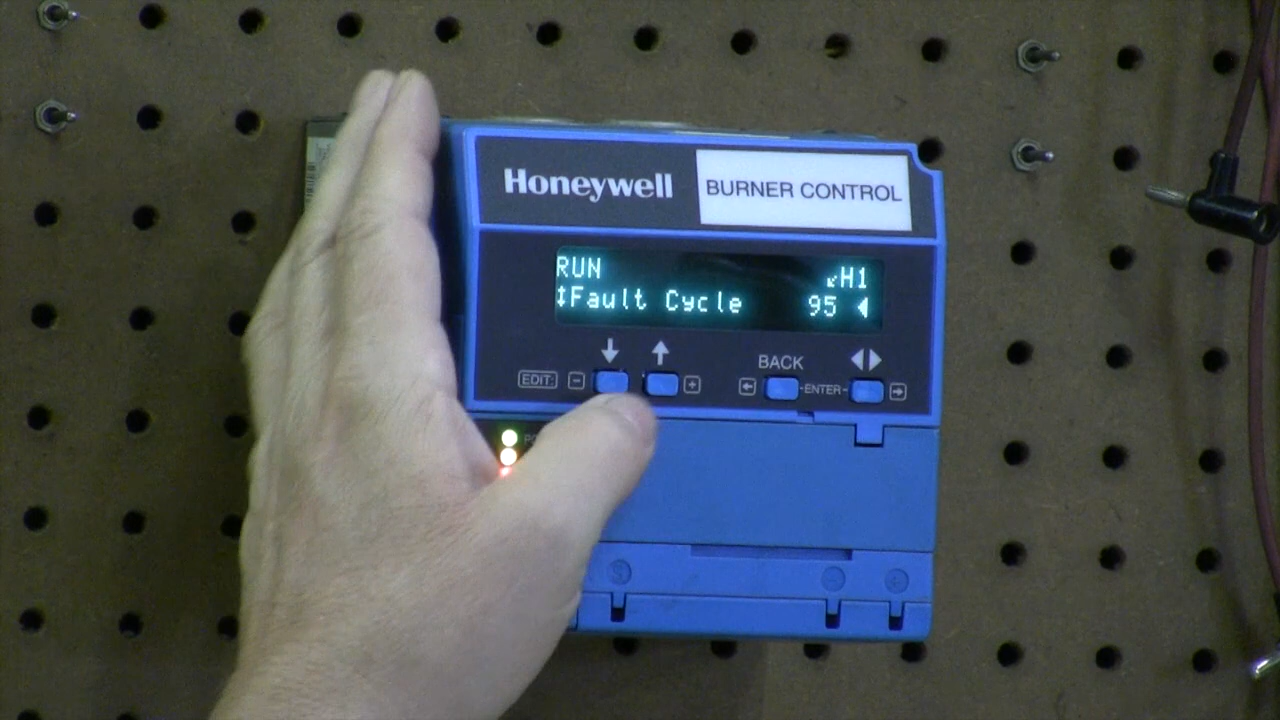 Honeywell
BURNER CONTROL
RUN H1
Fault Cycle 95
BACK
EDIT: - + ENTER